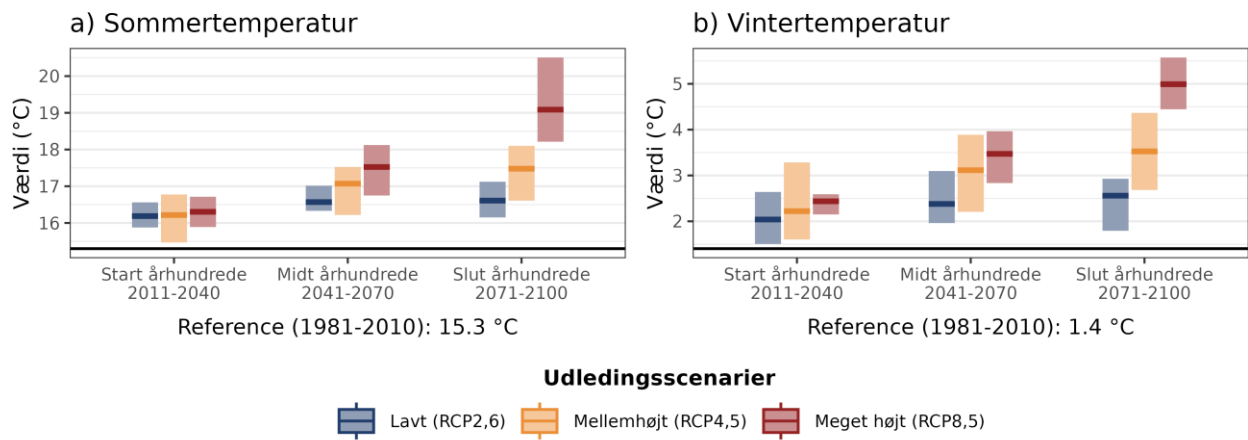 a) Sommertemperatur
Værdi (°C)
20
19
18
17
16
Start århundrede
2011-2040
Midt århundrede
2041-2070
Slut århundrede
2071-2100
Reference (1981-2010): 15.3 °C
b) Vintertemperatur
Værdi (°C)
5
4
3
2
Start århundrede
2011-2040
Midt århundrede
2041-2070
Slut århundrede
2071-2100
Reference (1981-2010): 1.4 °C
Udledingsscenarier
Lavt (RCP2,6)
Mellemhøjt (RCP4,5)
Meget højt (RCP8,5)